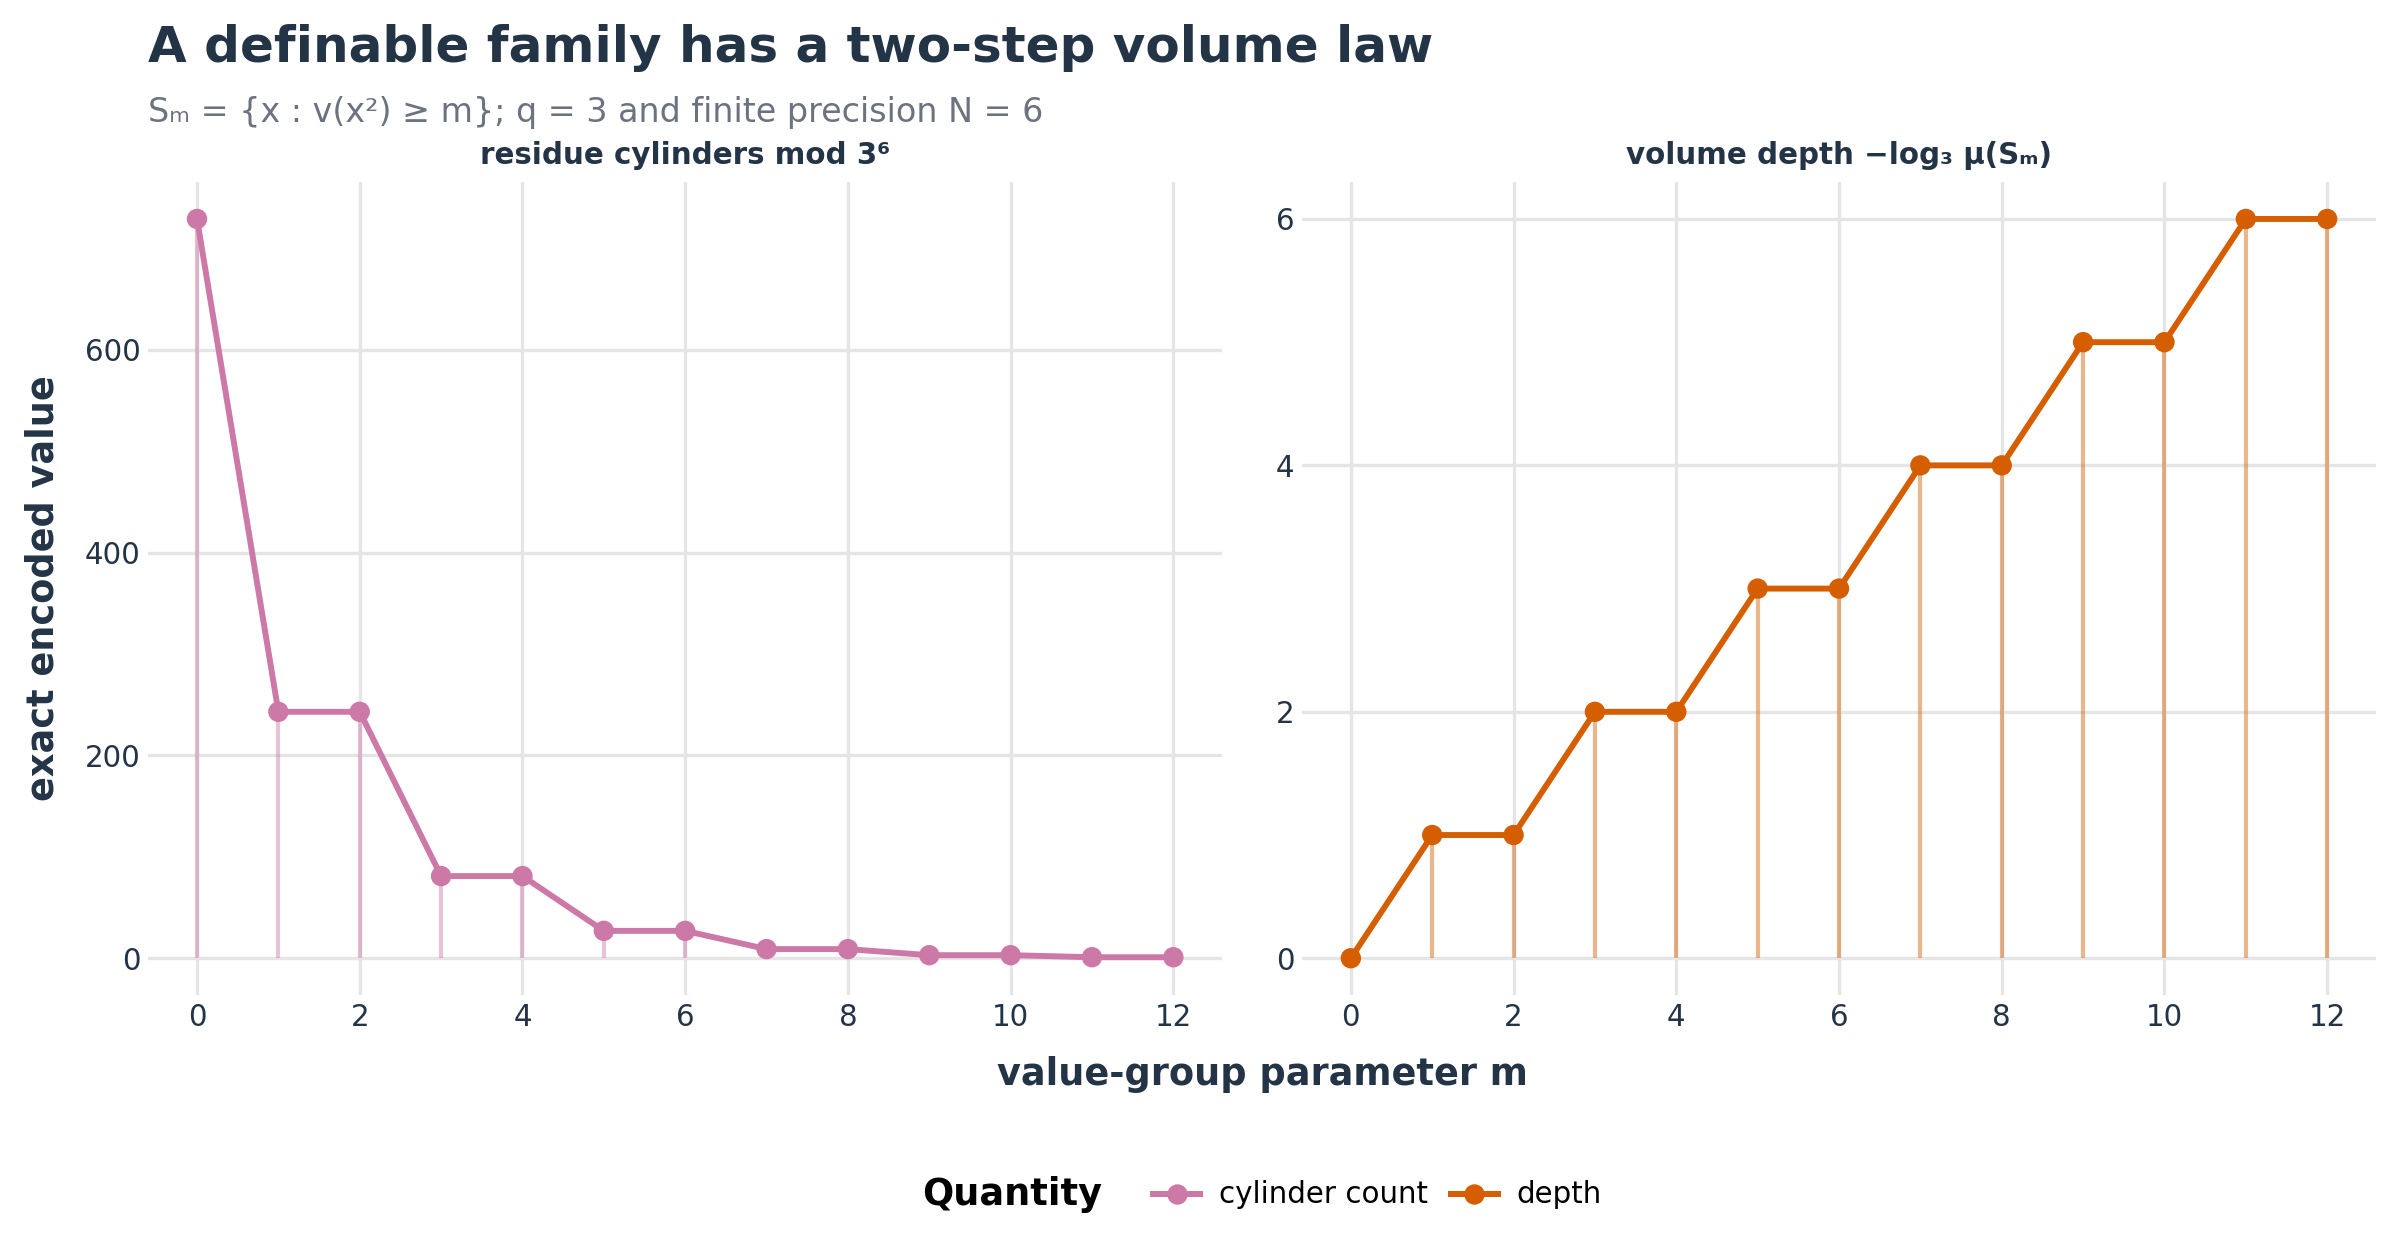 A definable family has a two-step volume law
Sₘ = {x : v(x²) ≥ m}; q = 3 and finite precision N = 6
residue cylinders mod 3⁶
volume depth −log₃ μ(Sₘ)
exact encoded value
600
400
200
0
6
4
2
0
0 2 4 6 8 10 12
0 2 4 6 8 10 12
value-group parameter m
Quantity cylinder count depth